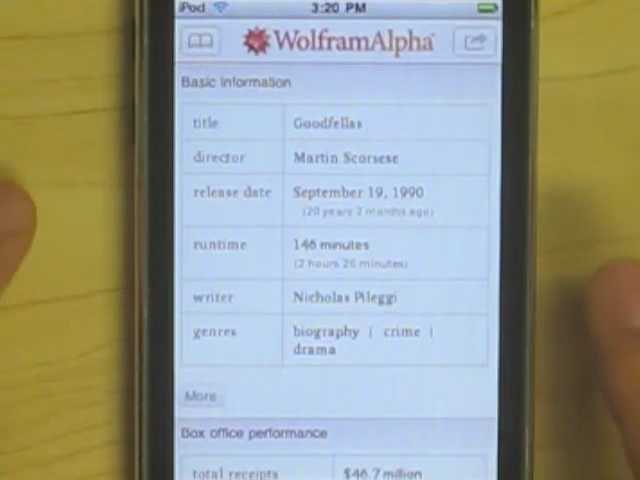 iPod 3:20 PM
WolframAlpha
Basic information
title Goodfellas
director Martin Scorsese
release date September 19, 1990
(20 years 2 months ago)
runtime 146 minutes
(2 hours 26 minutes)
writer Nicholas Pileggi
genres biography | crime |
drama
More
Box office performance
total receipts $46.7 million